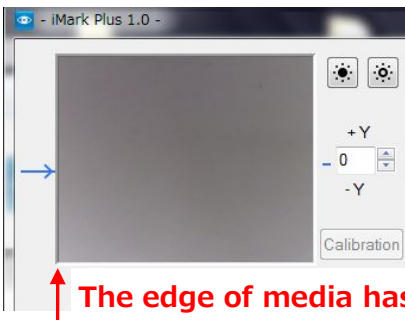 - iMark Plus 1.0 -
+ Y
0
- Y
Calibration
The edge of media has